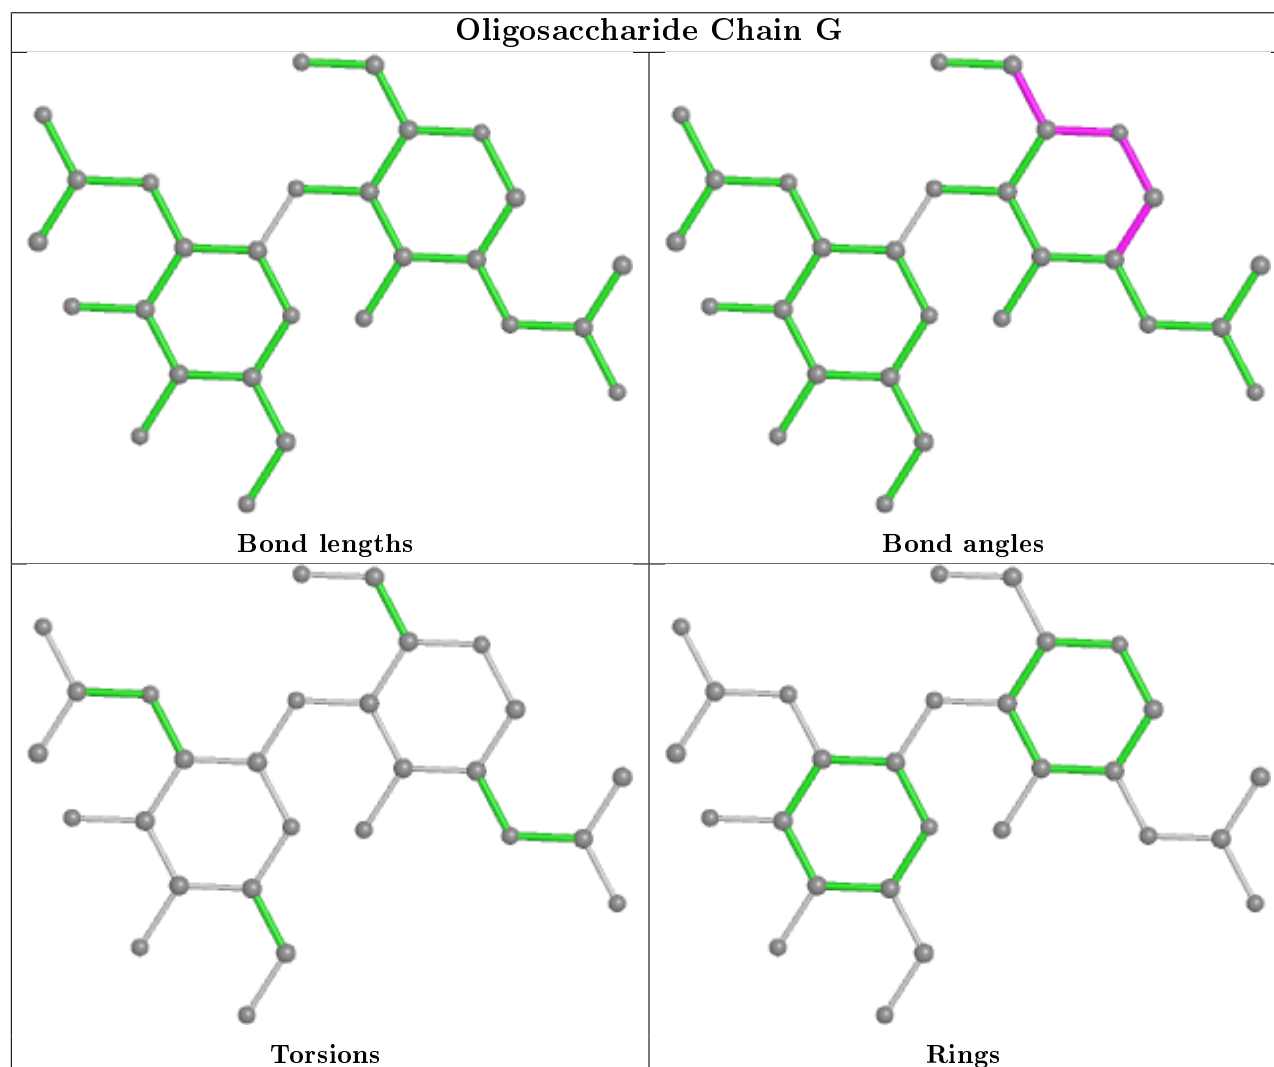 Oligosaccharide Chain G
Bond lengths
Bond angles
Torsions
Rings